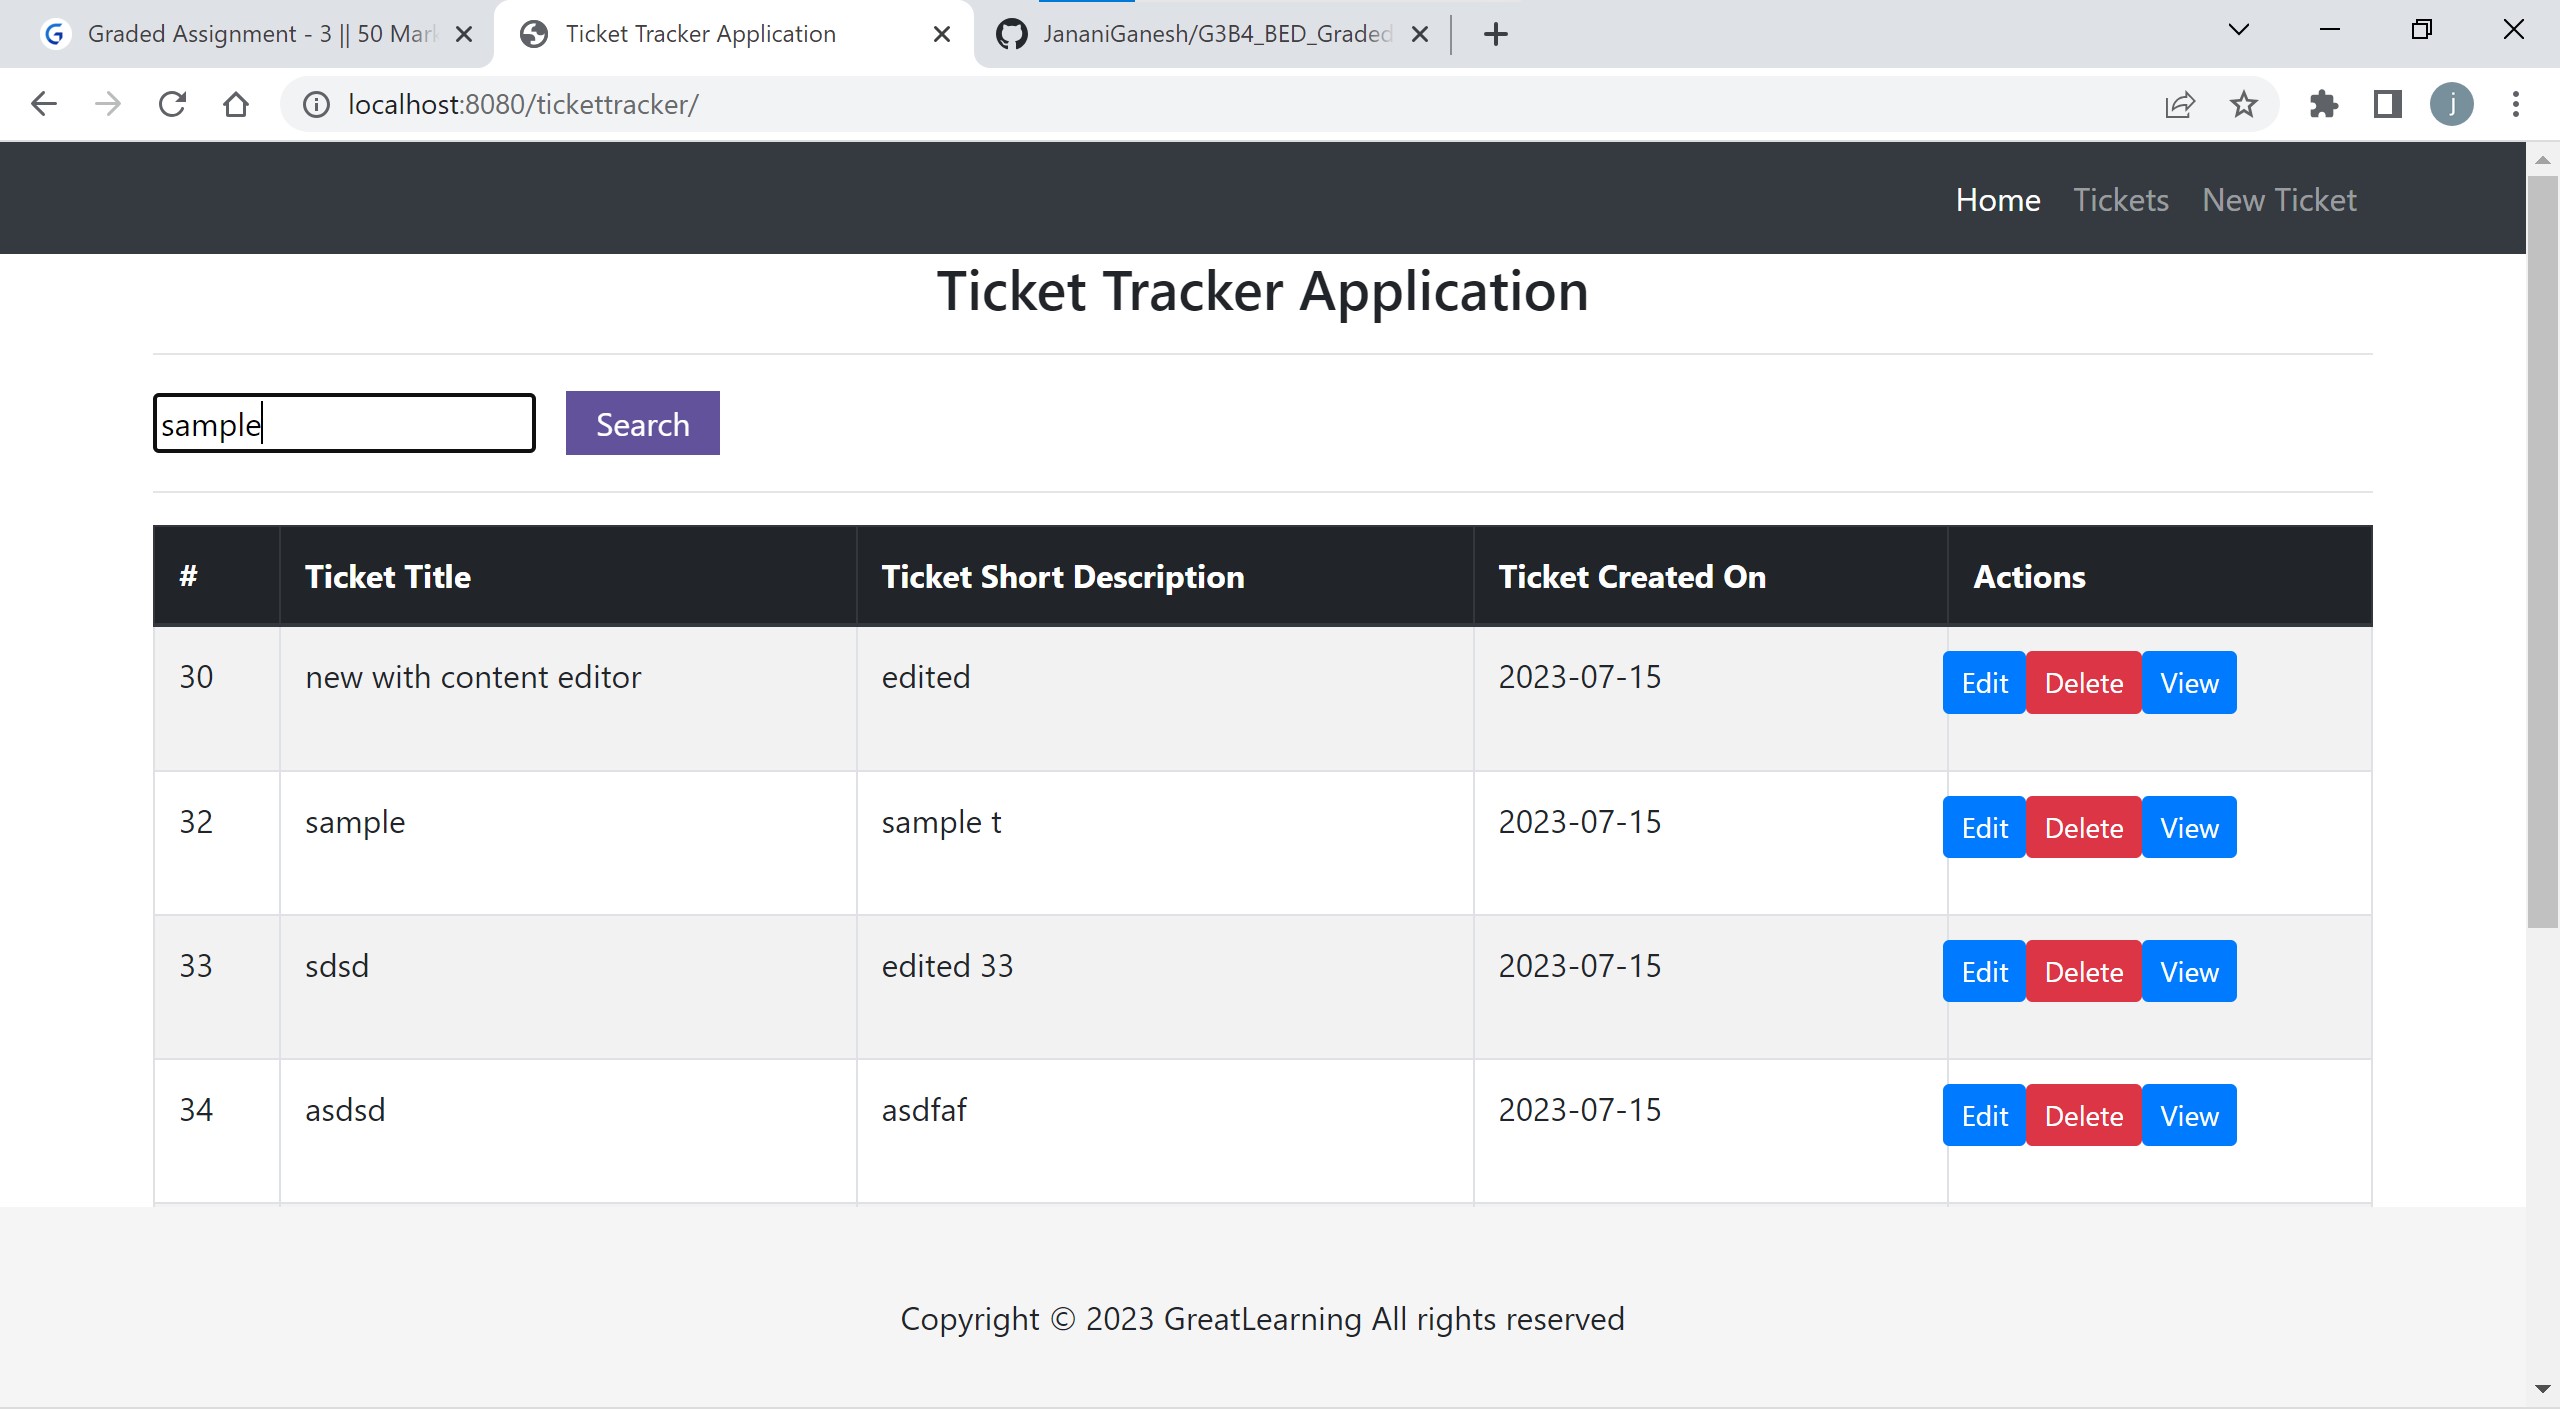 Graded Assignment - 3 || 50 Mark
Ticket Tracker Application
JananiGanesh/G3B4_BED_Graded
localhost:8080/tickettracker/
j
Home Tickets New Ticket
Ticket Tracker Application
sample Search
# Ticket Title Ticket Short Description Ticket Created On Actions
30 new with content editor edited 2023-07-15 Edit Delete View
32 sample sample t 2023-07-15 Edit Delete View
33 sdsd edited 33 2023-07-15 Edit Delete View
34 asdsd asdfaf 2023-07-15 Edit Delete View
Copyright © 2023 GreatLearning All rights reserved